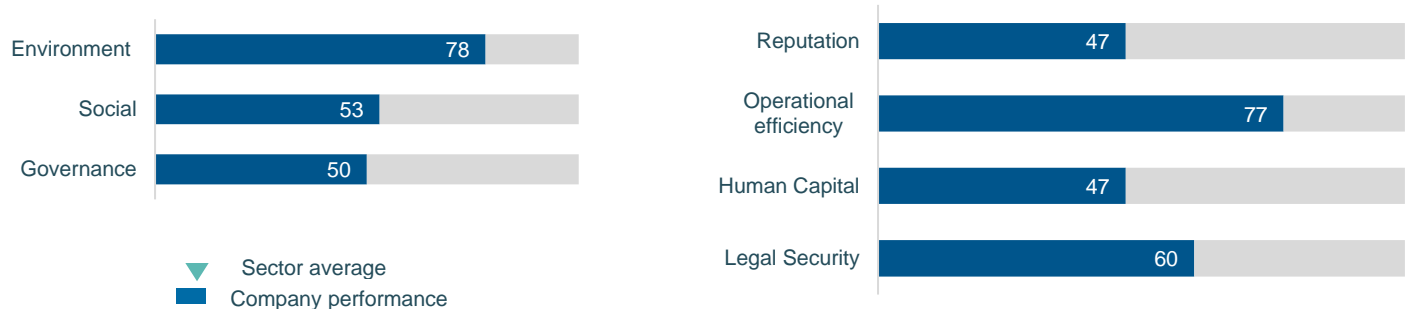 Environment
78
Social
53
Governance
50
Sector average
Company performance
Reputation
47
Operational
efficiency
77
Human Capital
47
Legal Security
60